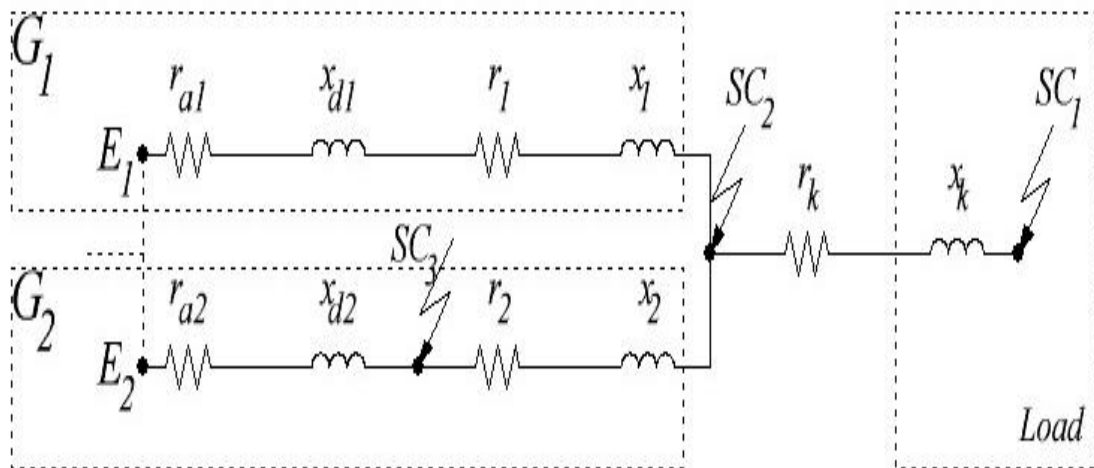 G1
ra1
xd1
r1
x1
E1
SC2
SC1
rk
xk
SC3
G2
ra2
xd2
r2
x2
E2
Load